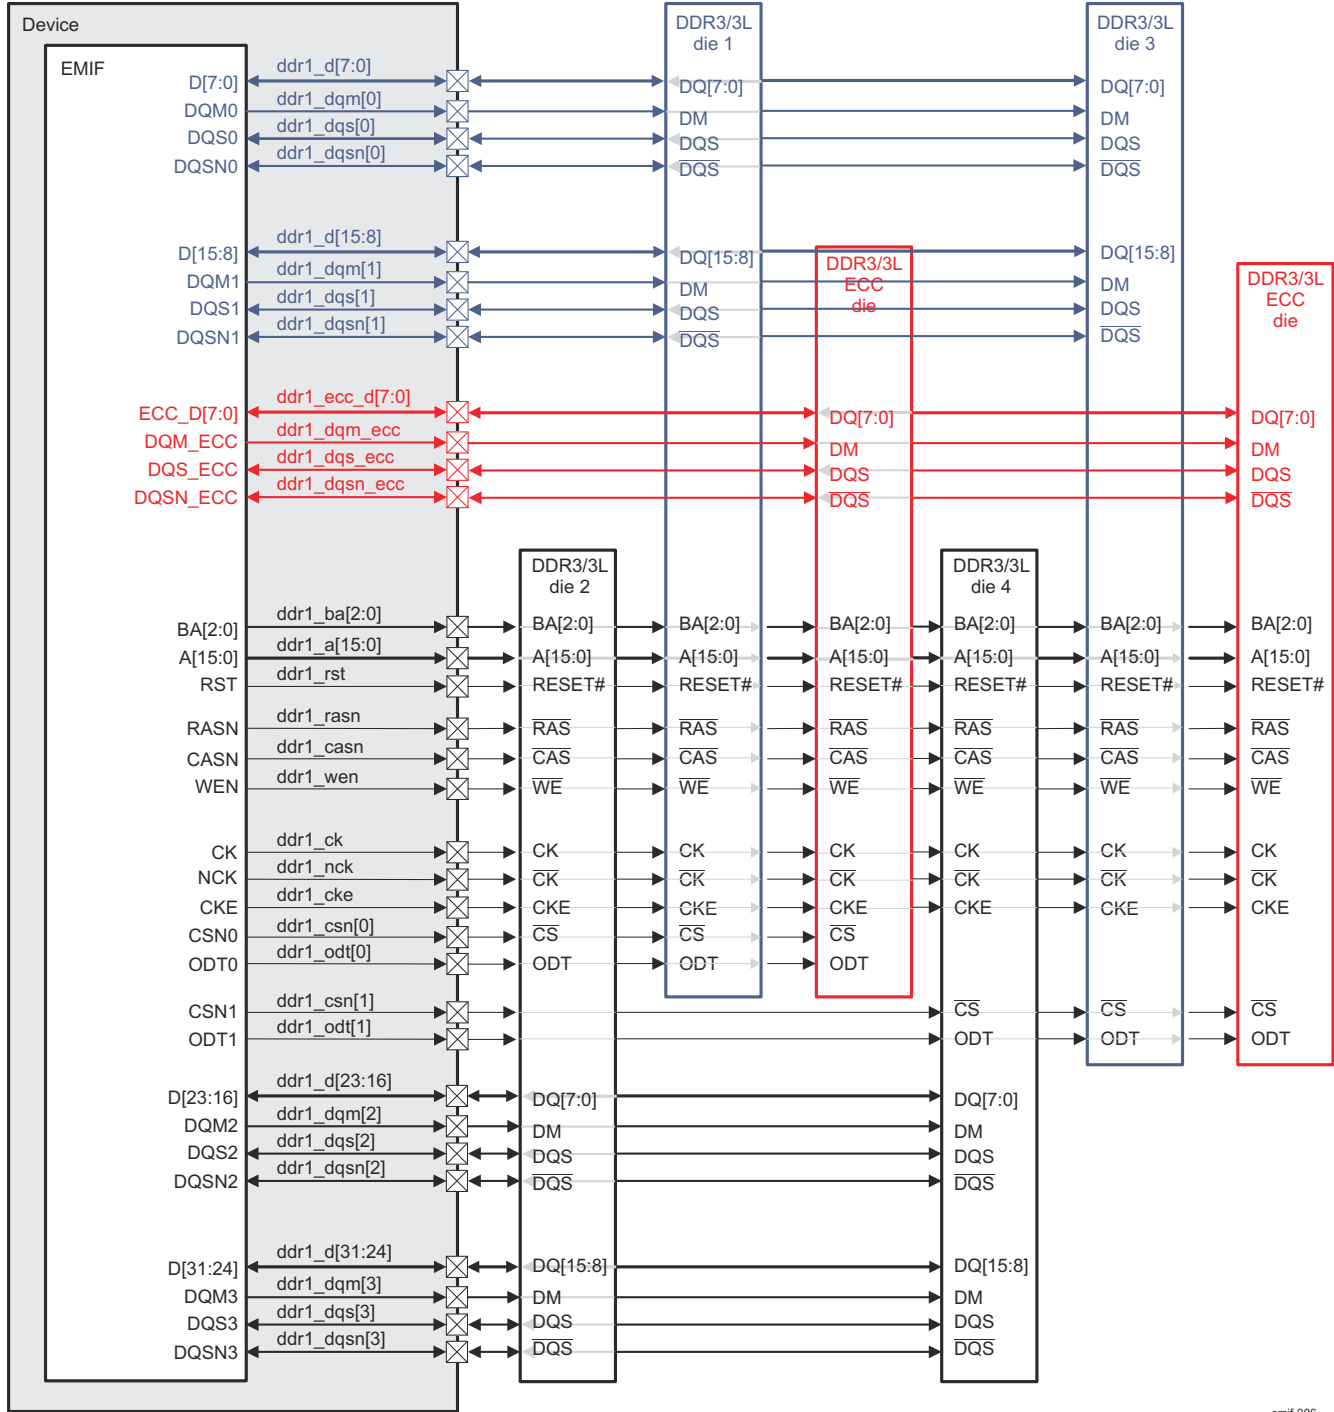 Device
EMIF
DDR3/3L
die 1
DDR3/3L
die 3
D[7:0] ddr1_d[7:0] DQ[7:0] DQ[7:0]
DQM0 ddr1_dqm[0] DM DM
DQS0 ddr1_dqs[0] DQS DQS
DQSN0 ddr1_dqsn[0] DQS DQS
D[15:8] ddr1_d[15:8] DQ[15:8] DQ[15:8]
DQM1 ddr1_dqm[1] DM DM
DQS1 ddr1_dqs[1] DQS DQS
DQSN1 ddr1_dqsn[1] DQS DQS
DDR3/3L
ECC
die
DDR3/3L
ECC
die
ECC_D[7:0] ddr1_ecc_d[7:0] DQ[7:0] DQ[7:0]
DQM_ECC ddr1_dqm_ecc DM DM
DQS_ECC ddr1_dqs_ecc DQS DQS
DQSN_ECC ddr1_dqsn_ecc DQS DQS
DDR3/3L
die 2
DDR3/3L
die 4
BA[2:0] ddr1_ba[2:0] BA[2:0] BA[2:0] BA[2:0] BA[2:0] BA[2:0] BA[2:0]
A[15:0] ddr1_a[15:0] A[15:0] A[15:0] A[15:0] A[15:0] A[15:0] A[15:0]
RST ddr1_rst RESET# RESET# RESET# RESET# RESET# RESET#
RASN ddr1_rasn RAS RAS RAS RAS RAS RAS
CASN ddr1_casn CAS CAS CAS CAS CAS CAS
WEN ddr1_wen WE WE WE WE WE WE
CK ddr1_ck CK CK CK CK CK CK
NCK ddr1_nck CK CK CK CK CK CK
CKE ddr1_cke CKE CKE CKE CKE CKE CKE
CSN0 ddr1_csn[0] CS CS CS
ODT0 ddr1_odt[0] ODT ODT ODT
CSN1 ddr1_csn[1] CS CS CS
ODT1 ddr1_odt[1] ODT ODT ODT
D[23:16] ddr1_d[23:16] DQ[7:0] DQ[7:0]
DQM2 ddr1_dqm[2] DM DM
DQS2 ddr1_dqs[2] DQS DQS
DQSN2 ddr1_dqsn[2] DQS DQS
D[31:24] ddr1_d[31:24] DQ[15:8] DQ[15:8]
DQM3 ddr1_dqm[3] DM DM
DQS3 ddr1_dqs[3] DQS DQS
DQSN3 ddr1_dqsn[3] DQS DQS